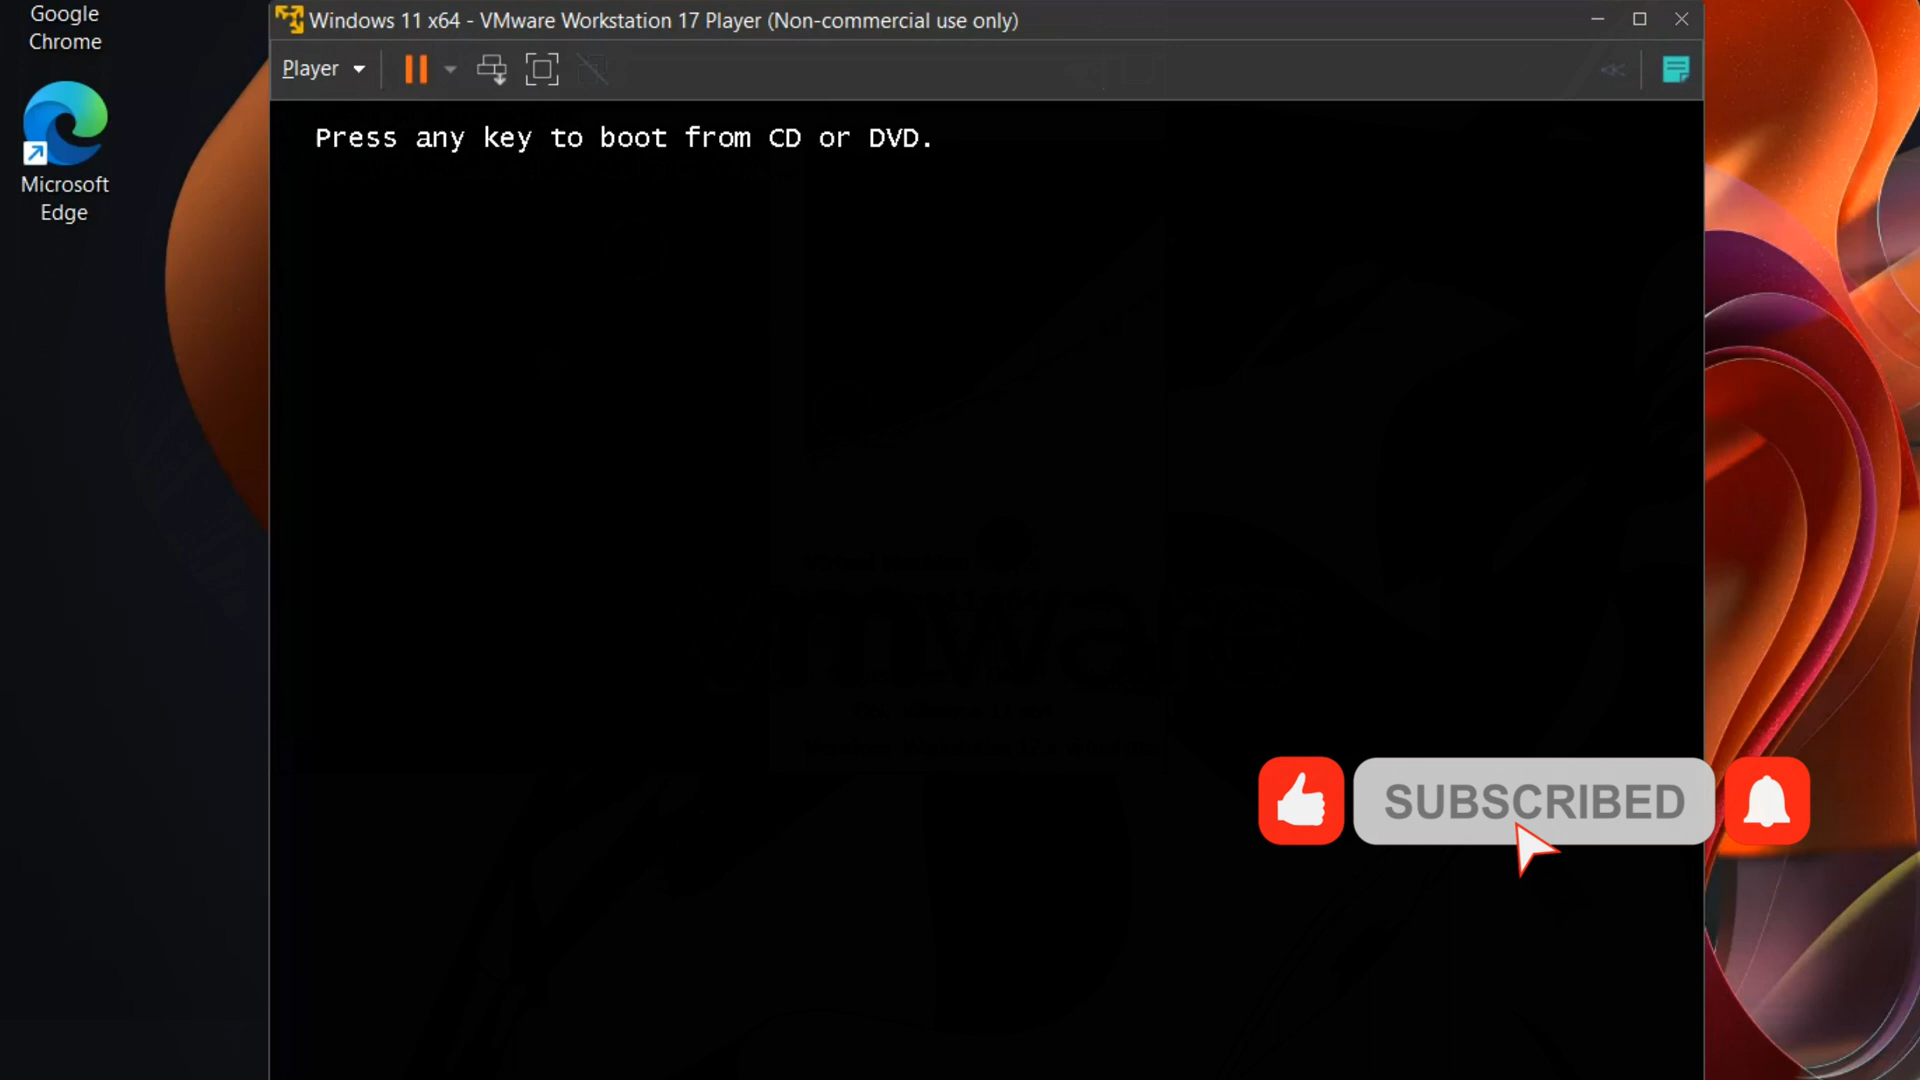 Google
Chrome
Microsoft
Edge
Windows 11 x64 - VMware Workstation 17 Player (Non-commercial use only)
Player
Press any key to boot from CD or DVD.
SUBSCRIBED